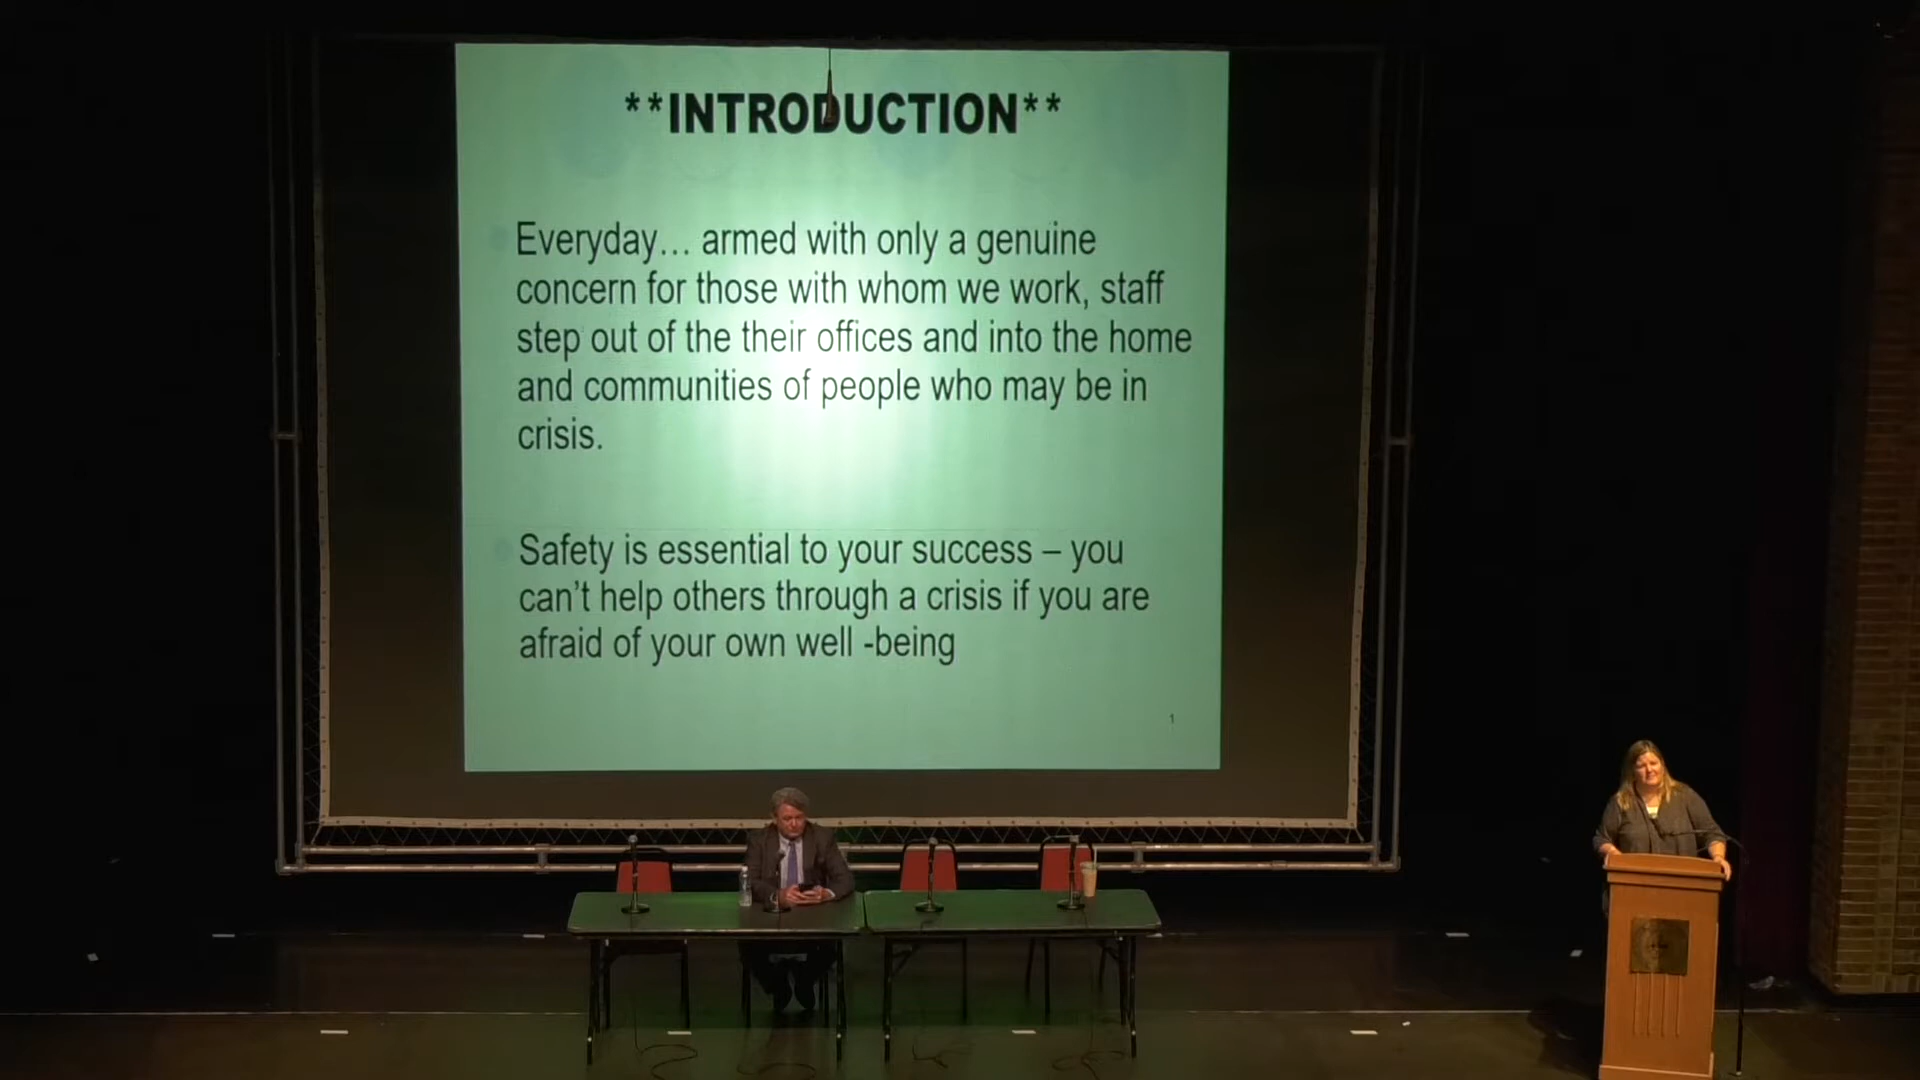 **INTRODUCTION**
Everyday... armed with only a genuine
concern for those with whom we work, staff
step out of the their offices and into the home
and communities of people who may be in
crisis.
Safety is essential to your success – you
can't help others through a crisis if you are
afraid of your own well -being
1